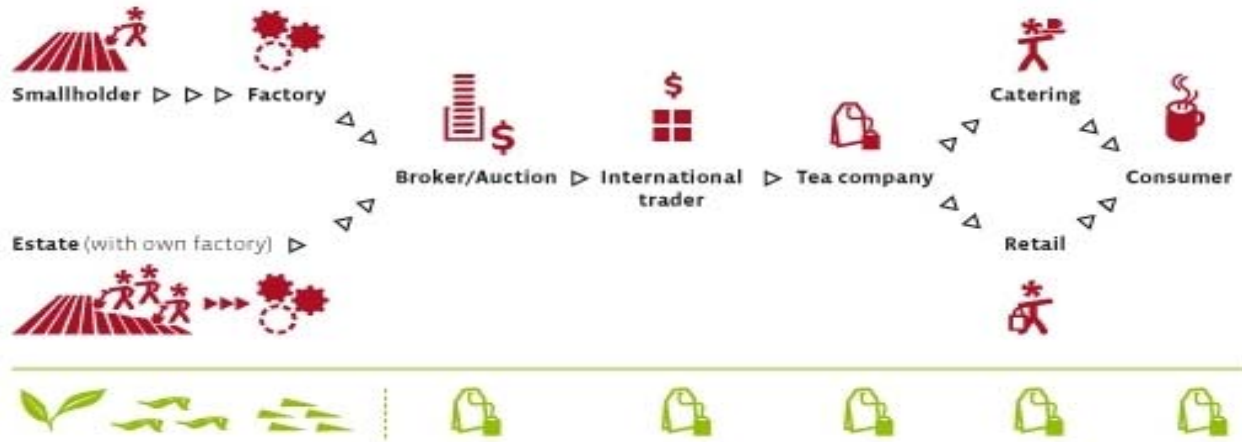 Smallholder
Factory
Catering
Broker/Auction
International
trader
Tea company
Consumer
Estate (with own factory)
Retail
$
$